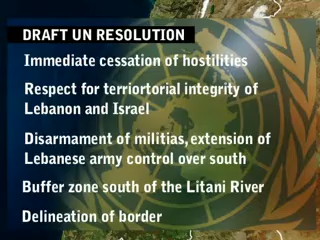 DRAFT UN RESOLUTION
Immediate cessation of hostilities
Respect for terriortorial integrity of
Lebanon and Israel
Disarmament of militias, extension of
Lebanese army control over south
Buffer zone south of the Litani River
Delineation of border